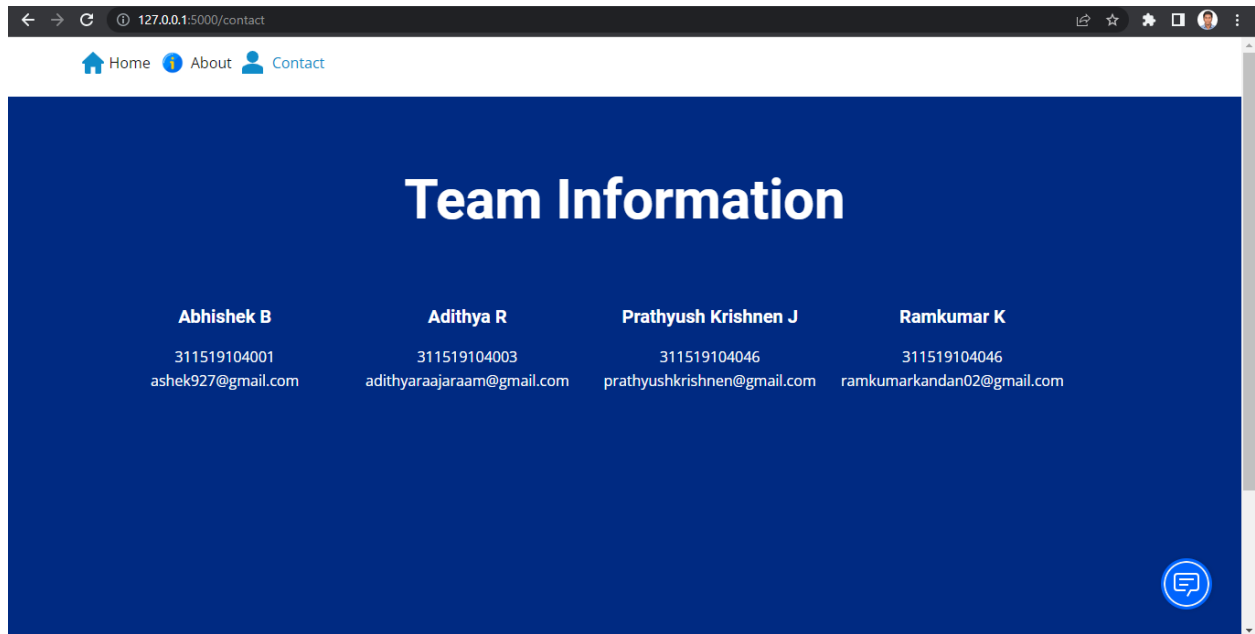 127.0.0.1:5000/contact
Home About Contact
Team Information
Abhishek B Adithya R Prathyush Krishnen J Ramkumar K
311519104001 311519104003 311519104046 311519104046
ashek927@gmail.com adithyaraajaraam@gmail.com prathyushkrishnen@gmail.com ramkumarkandan02@gmail.com